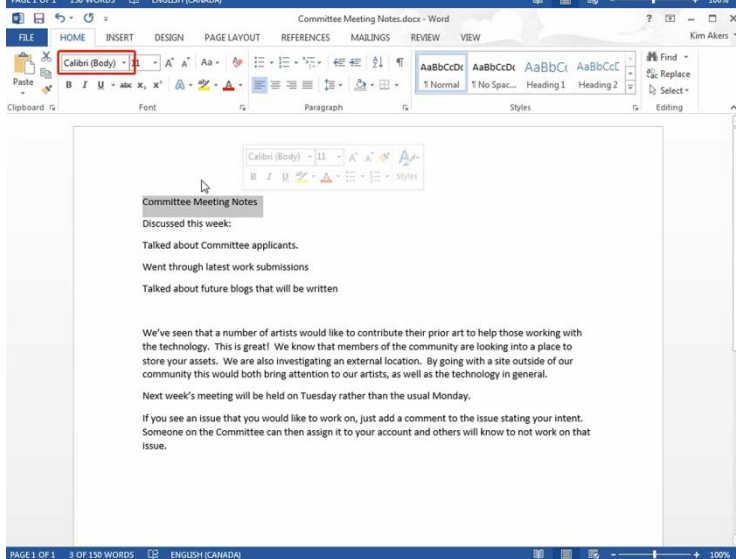 PAGE 1 OF 1 150 WORDS ENGLISH (CANADA) 100%
Committee Meeting Notes.docx - Word
FILE HOME INSERT DESIGN PAGE LAYOUT REFERENCES MAILINGS REVIEW VIEW Kim Akers
Calibri (Body) 11 A A Aa Find
Paste AaBbCcDc AaBbCcDc AaBbCc AaBbCcC Replace
B I U abc x, x² A aby A ¶ Normal ¶ No Spac... Heading 1 Heading 2 Select
Clipboard Font Paragraph Styles Editing
Calibri (Body) 11 A A A
B I U aby A Styles
Committee Meeting Notes
Discussed this week:
Talked about Committee applicants.
Went through latest work submissions
Talked about future blogs that will be written
We've seen that a number of artists would like to contribute their prior art to help those working with
the technology. This is great! We know that members of the community are looking into a place to
store your assets. We are also investigating an external location. By going with a site outside of our
community this would both bring attention to our artists, as well as the technology in general.
Next week's meeting will be held on Tuesday rather than the usual Monday.
If you see an issue that you would like to work on, just add a comment to the issue stating your intent.
Someone on the Committee can then assign it to your account and others will know to not work on that
issue.
PAGE 1 OF 1 3 OF 150 WORDS ENGLISH (CANADA) 100%